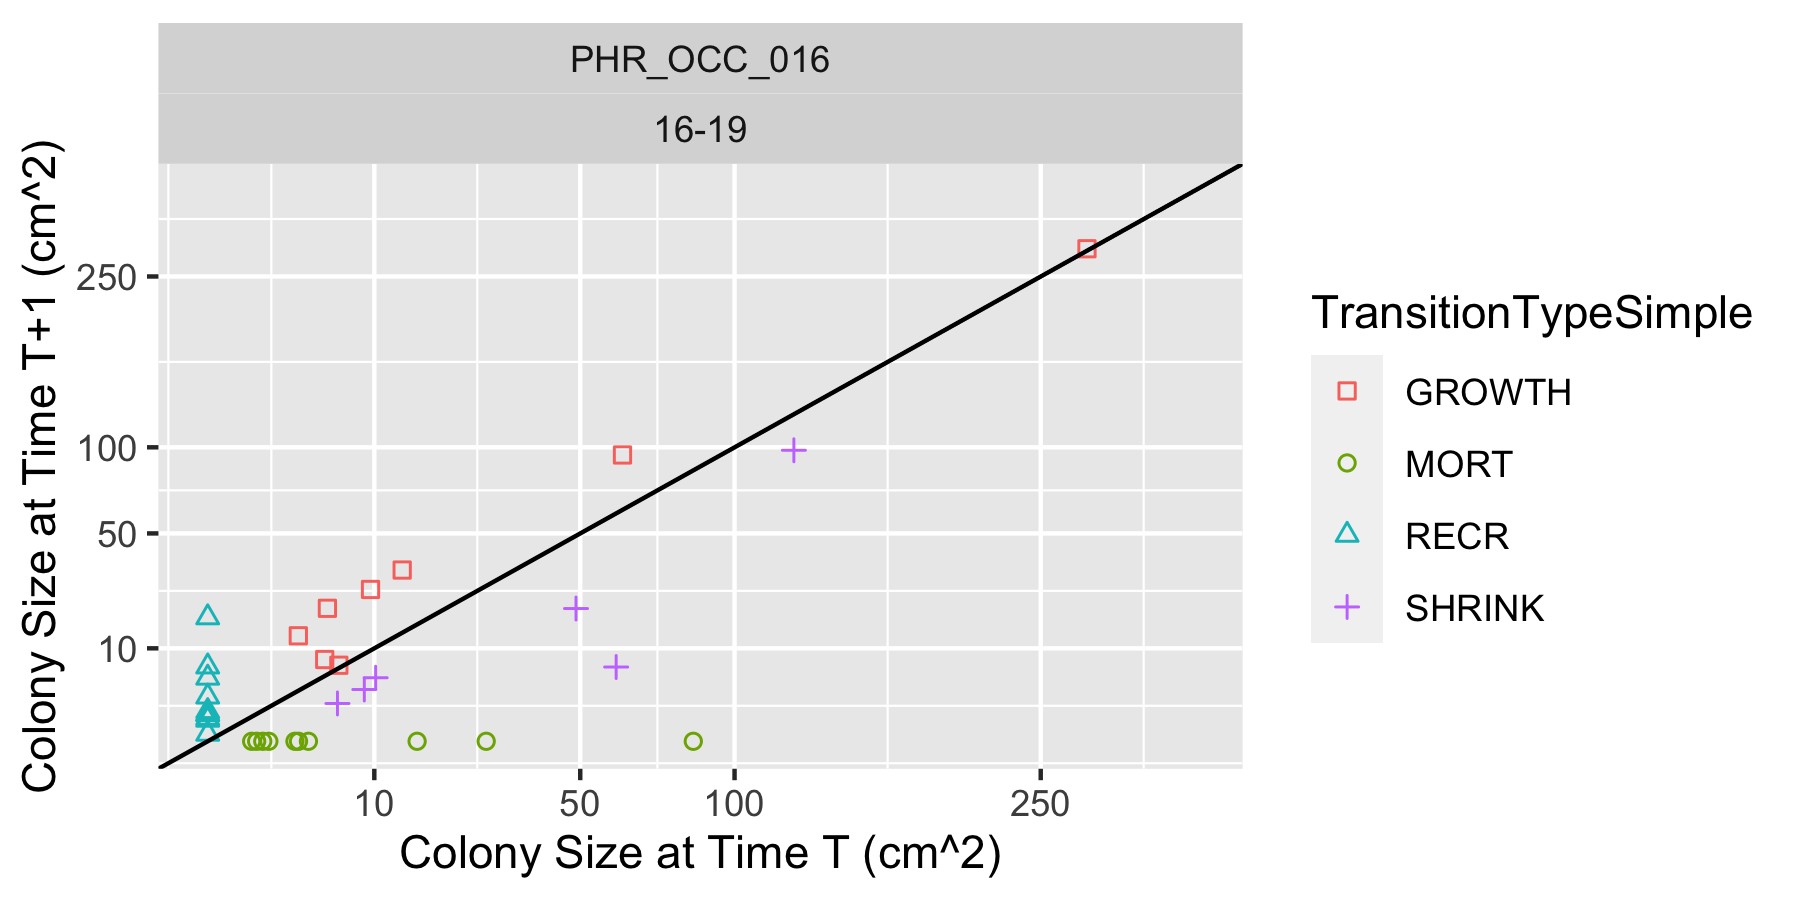 PHR_OCC_016
16-19
Colony Size at Time T+1 (cm^2)
250
100
50
10
10 50 100 250
Colony Size at Time T (cm^2)
TransitionTypeSimple
GROWTH
MORT
RECR
SHRINK